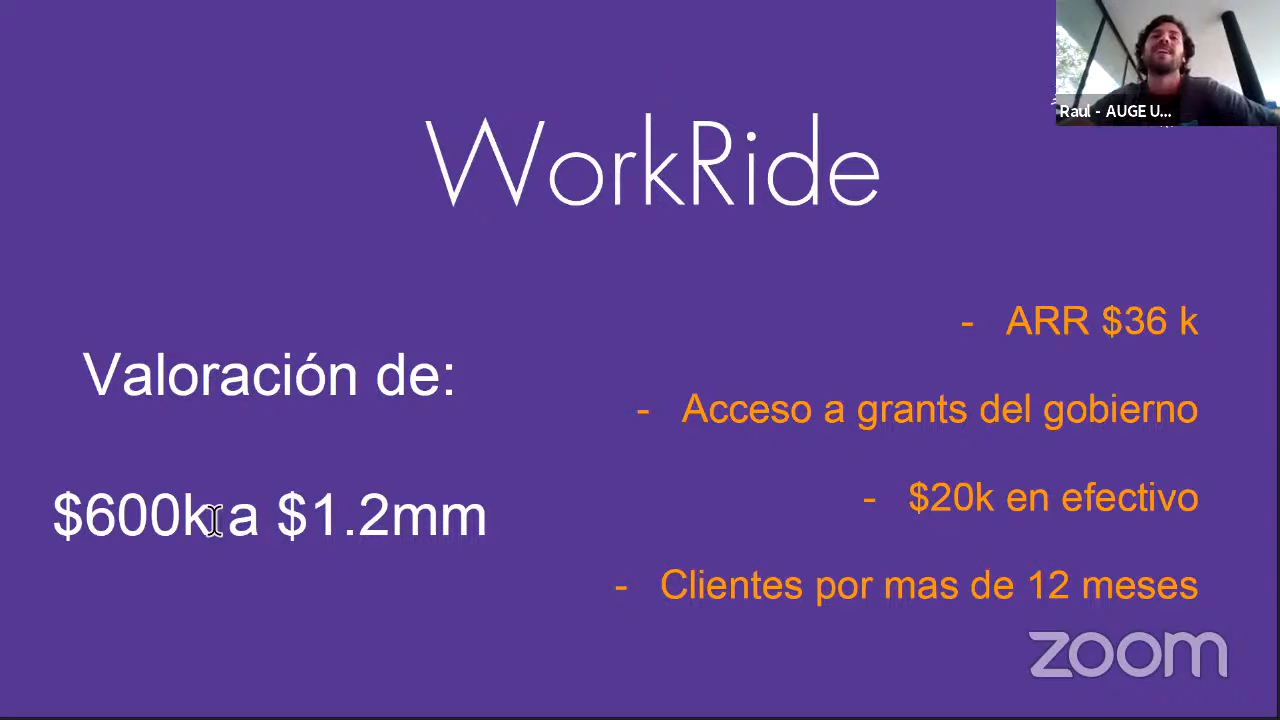 Raul - AUGE U...
WorkRide
Valoración de:
$600k a $1.2mm
- ARR $36 k
- Acceso a grants del gobierno
- $20k en efectivo
- Clientes por mas de 12 meses
zoom